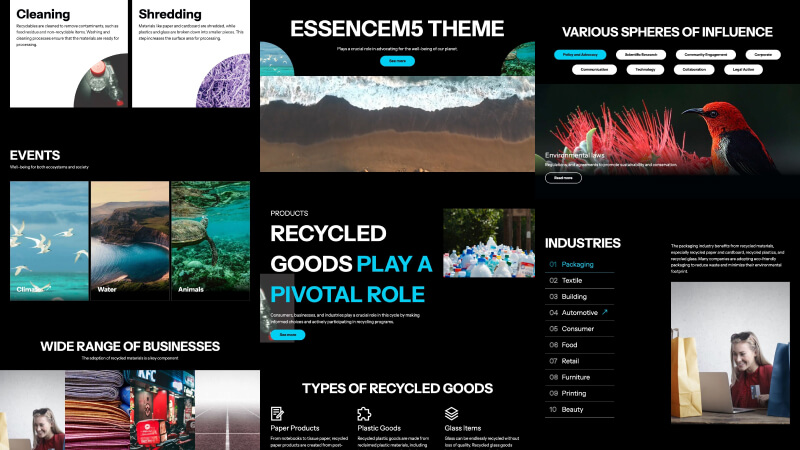 Cleaning
Recyclables are cleaned to remove contaminants, such as
food residue and non-recyclable items. Washing and
cleaning processes ensure that the materials are ready for
processing.
Shredding
Materials like paper and cardboard are shredded, while
plastics and glass are broken down into smaller pieces. This
step increases the surface area for processing.
EVENTS
Well-being for both ecosystems and society
Climate
Water
Animals
WIDE RANGE OF BUSINESSES
The adoption of recycled materials is a key component
KFC
ESSENCEM5 THEME
Plays a crucial role in advocating for the well-being of our planet
See more
PRODUCTS
RECYCLED
GOODS PLAY A
PIVOTAL ROLE
Consumers, businesses, and industries play a crucial role in this cycle by making
informed choices and actively participating in recycling programs.
See more
TYPES OF RECYCLED GOODS
Paper Products
From notebooks to tissue paper, recycled
paper products are created from post-
Plastic Goods
Recycled plastic goods are made from
reclaimed plastic materials, including
Glass Items
Glass can be endlessly recycled without
loss of quality. Recycled glass goods
VARIOUS SPHERES OF INFLUENCE
Policy and Advocacy
Scientific Research
Community Engagement
Corporate
Communication
Technology
Collaboration
Legal Action
Environmental laws
Regulations, and agreements to promote sustainability and conservation.
Read more
INDUSTRIES
01 Packaging
02 Textile
03 Building
04 Automotive
05 Consumer
06 Food
07 Retail
08 Furniture
09 Printing
10 Beauty
The packaging industry benefits from recycled materials,
especially recycled paper and cardboard, recycled plastics, and
recycled glass. Many companies are adopting eco-friendly
packaging to reduce waste and minimize their environmental
footprint.